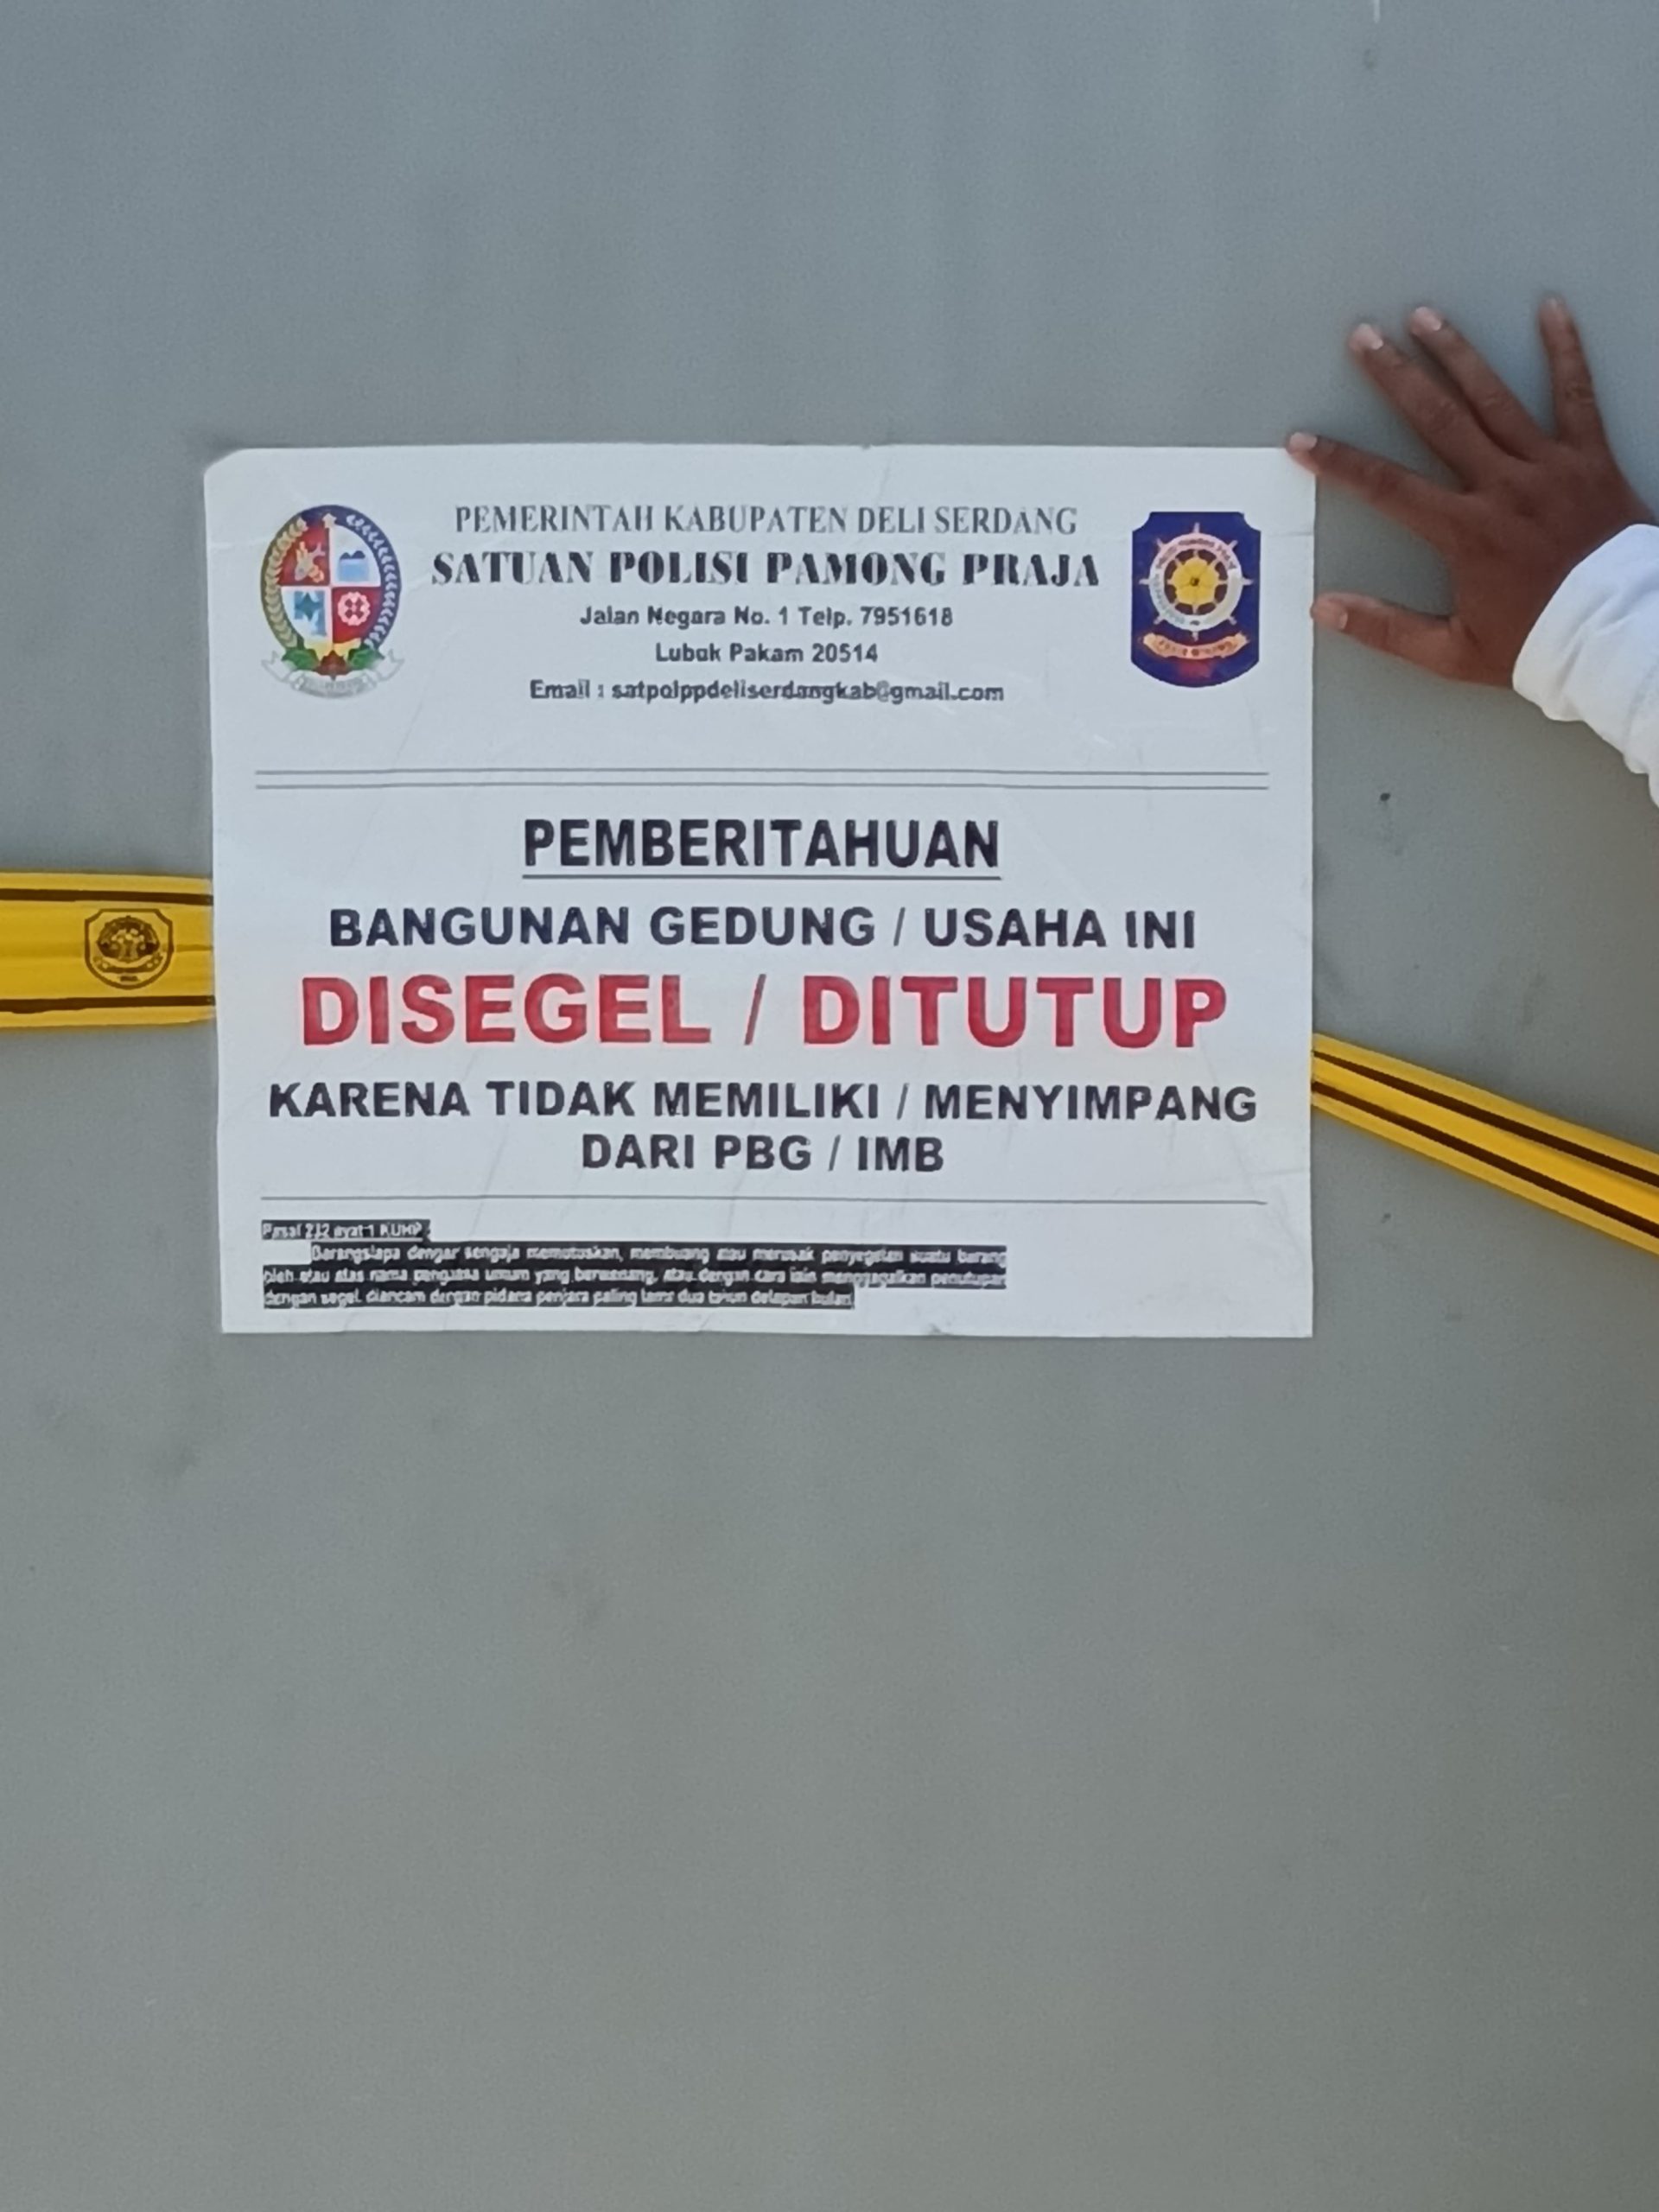 PEMERINTAH KABUPATEN DELI SERDANG
SATUAN POLISI PAMONG PRAJA
Jalan Negara No. 1 Telp. 7951618
Lubuk Pakam 20514
Email : satpolppdeliserdangkab@gmail.com
PEMBERITAHUAN
BANGUNAN GEDUNG / USAHA INI
DISEGEL / DITUTUP
KARENA TIDAK MEMILIKI / MENYIMPANG
DARI PBG / IMB
Pasal 232 ayat 1 KUHP :
Barangsiapa dengan sengaja memutuskan, membuang atau merusak penyegelan suatu barang
oleh atau atas nama penguasa umum yang berwenang, atau dengan cara lain menggagalkan penutupan
dengan segel, diancam dengan pidana penjara paling lama dua tahun delapan bulan.